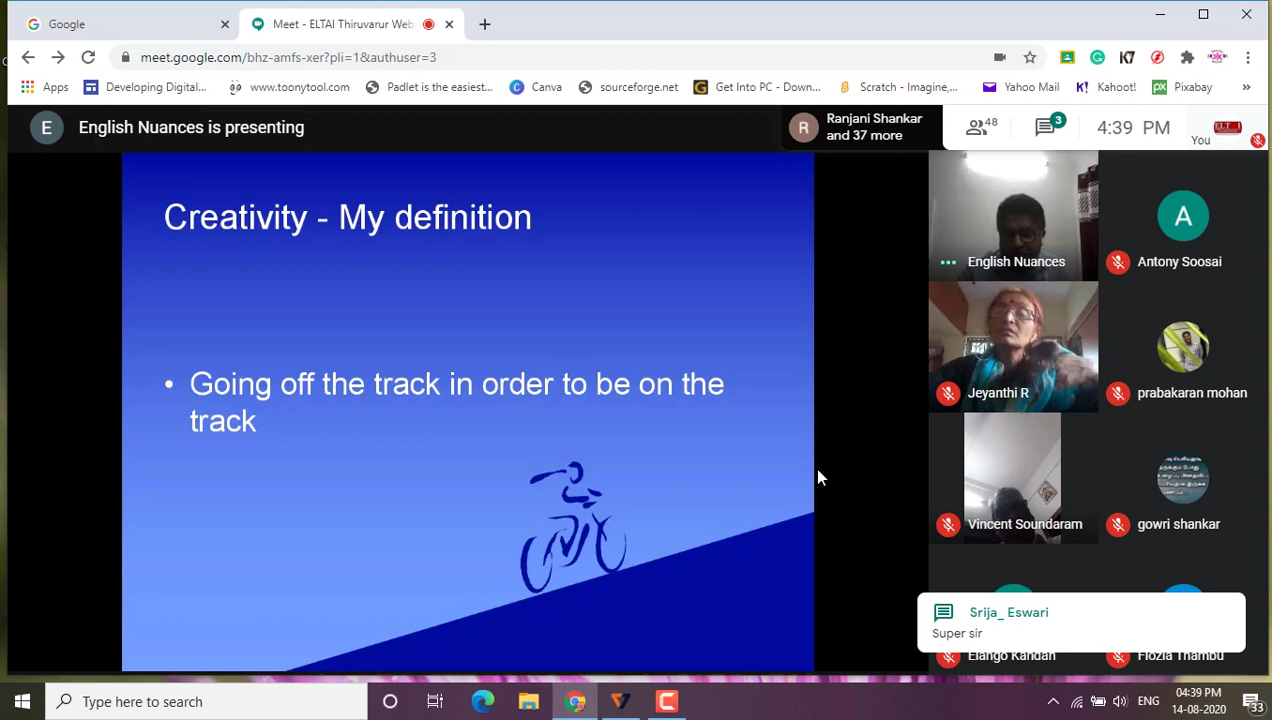 Google
Meet - ELTAI Thiruvarur Web
meet.google.com/bhz-amfs-xer?pli=1&authuser=3
Apps
Developing Digital...
www.tonytool.com
Padlet is the easiest...
Canva
sourceforge.net
Get Into PC - Down...
Scratch - Imagine,...
Yahoo Mail
Kahoot!
Pixabay
E
English Nuances is presenting
R
Ranjani Shankar
and 37 more
48
3
4:39 PM
You
Creativity - My definition
• Going off the track in order to be on the
track
English Nuances
A
Antony Soosai
Jeyanthi R
prabakaran mohan
Vincent Soundaram
gowri shankar
Srija_ Eswari
Super sir
Elango Kandan
Flozia Thambu
Type here to search
ENG
04:39 PM
14-08-2020
33